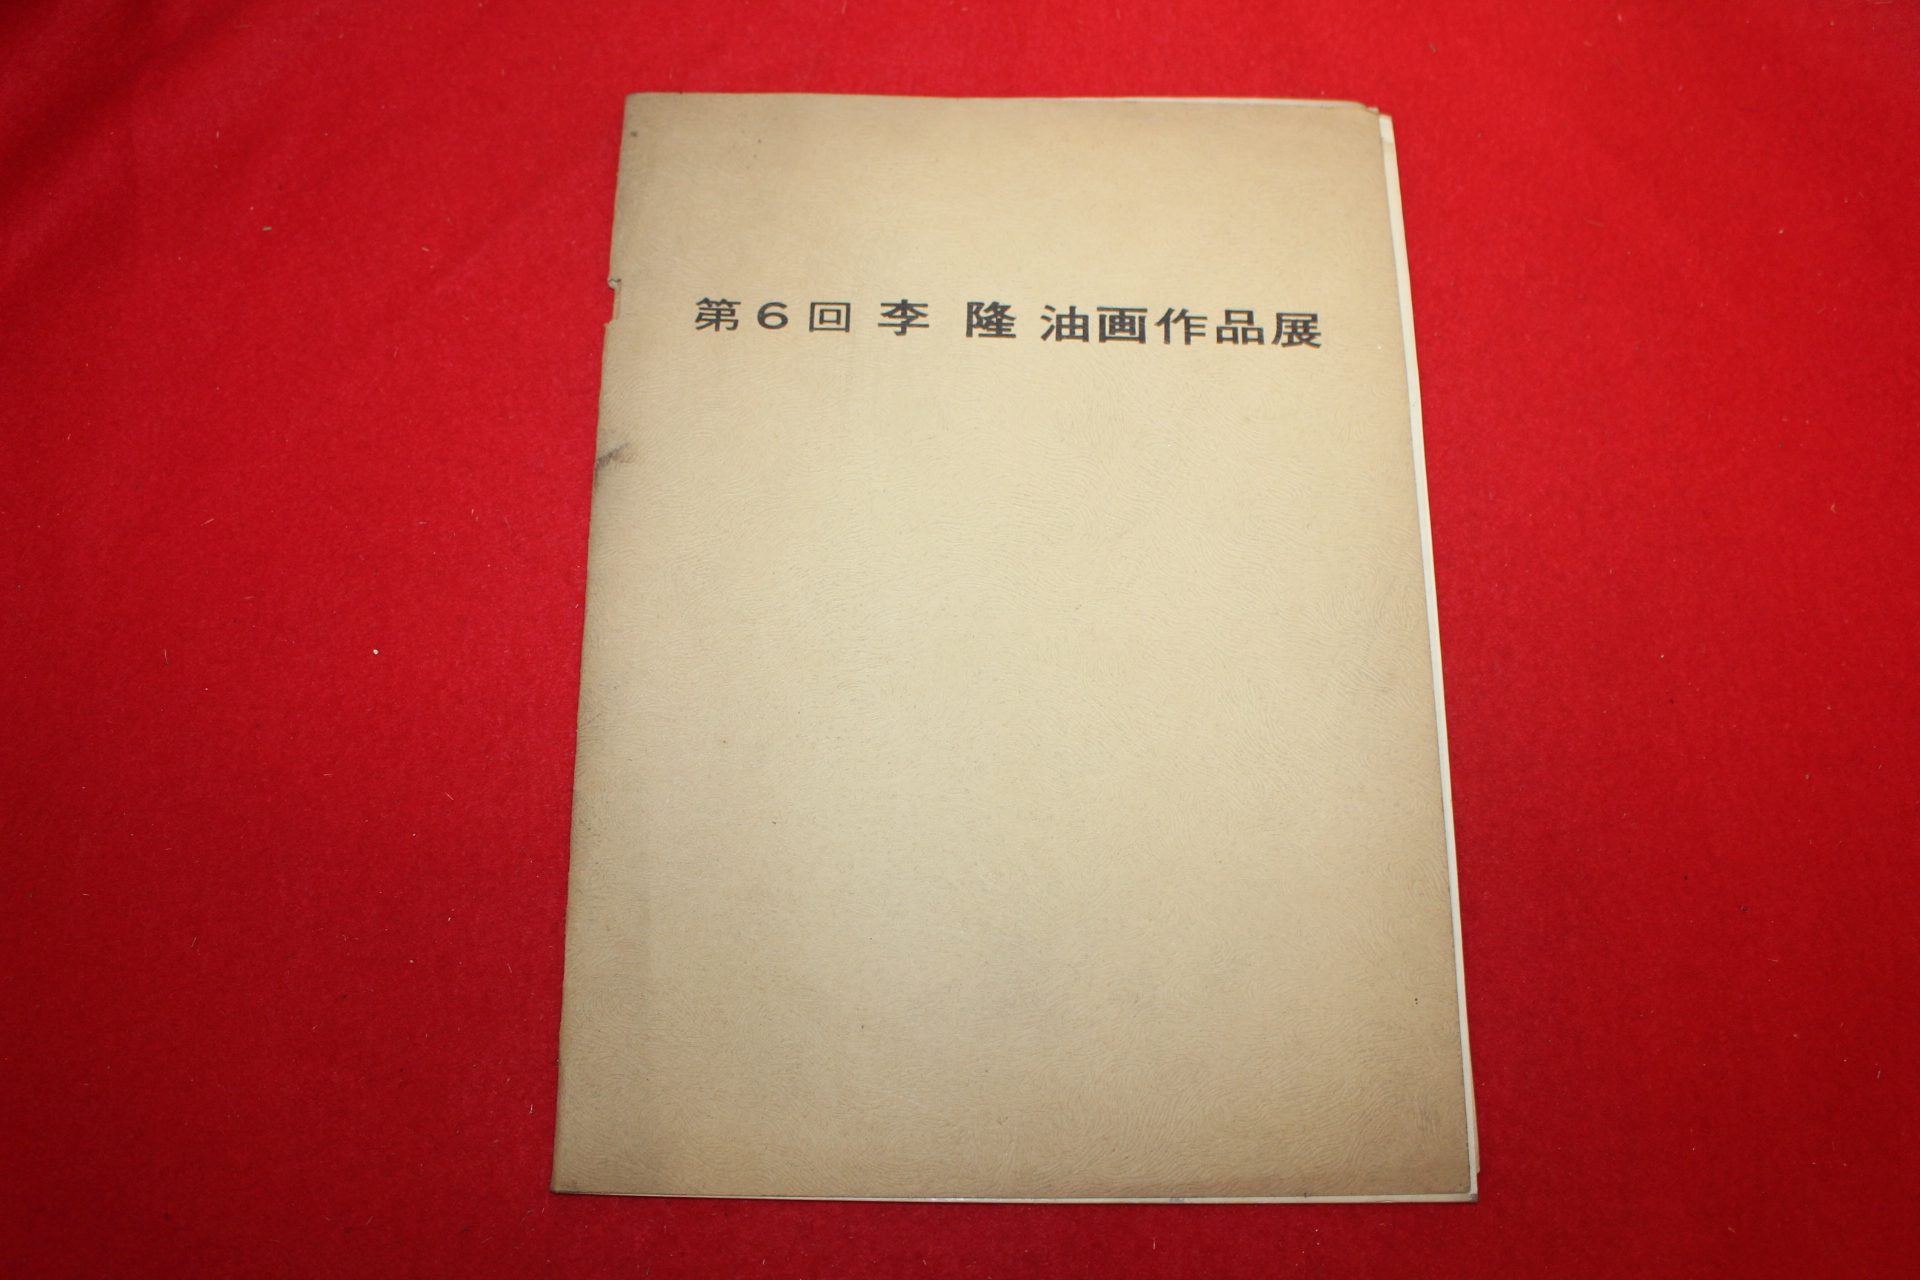 第6回 李 隆 油画作品展